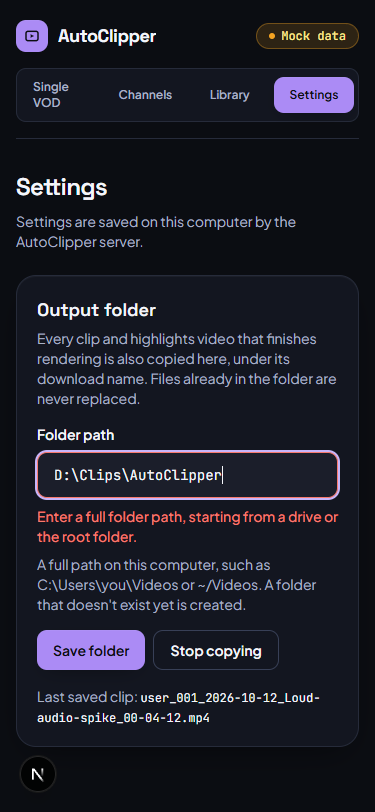 AutoClipper
Mock data
Single
VOD
Channels
Library
Settings
Settings
Settings are saved on this computer by the
AutoClipper server.
Output folder
Every clip and highlights video that finishes
rendering is also copied here, under its
download name. Files already in the folder are
never replaced.
Folder path
D:\Clips\AutoClipper
Enter a full folder path, starting from a drive or
the root folder.
A full path on this computer, such as
C:\Users\you\Videos or ~/Videos. A folder
that doesn't exist yet is created.
Save folder
Stop copying
Last saved clip: user_001_2026-10-12_Loud-
audio-spike_00-04-12.mp4
N